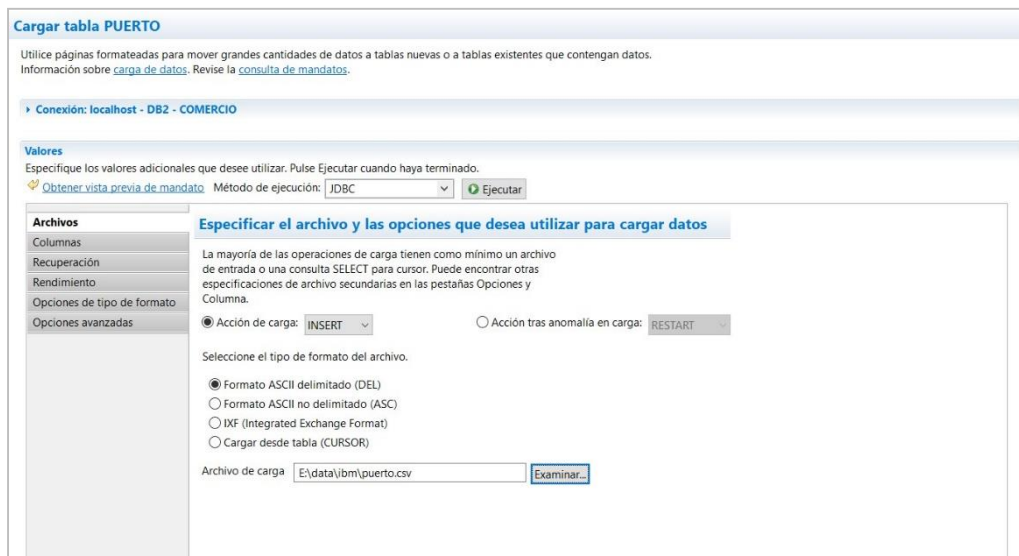 Cargar tabla PUERTO
Utilice páginas formateadas para mover grandes cantidades de datos a tablas nuevas o a tablas existentes que contengan datos.
Información sobre carga de datos. Revise la consulta de mandatos.
Conexión: localhost - DB2 - COMERCIO
Valores
Especifique los valores adicionales que desee utilizar. Pulse Ejecutar cuando haya terminado.
Obtener vista previa de mandato Método de ejecución: JDBC Ejecutar
Archivos
Columnas
Recuperación
Rendimiento
Opciones de tipo de formato
Opciones avanzadas
Especificar el archivo y las opciones que desea utilizar para cargar datos
La mayoría de las operaciones de carga tienen como mínimo un archivo
de entrada o una consulta SELECT para cursor. Puede encontrar otras
especificaciones de archivo secundarias en las pestañas Opciones y
Columna.
Acción de carga: INSERT Acción tras anomalía en carga: RESTART
Seleccione el tipo de formato del archivo.
Formato ASCII delimitado (DEL)
Formato ASCII no delimitado (ASC)
IXF (Integrated Exchange Format)
Cargar desde tabla (CURSOR)
Archivo de carga E:\data\ibm\puerto.csv Examinar...